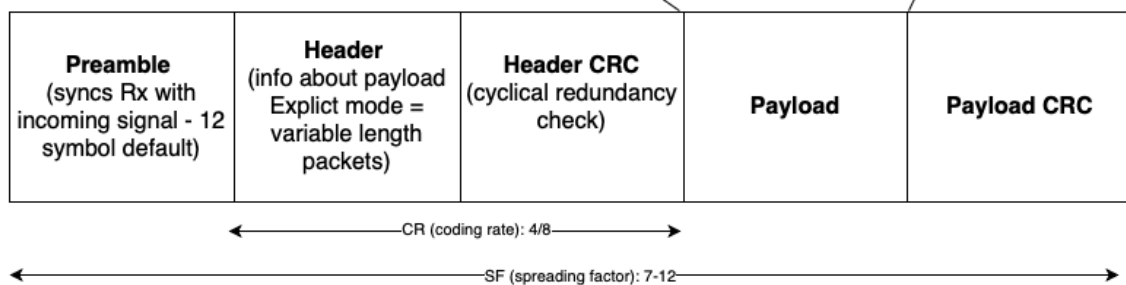 Preamble
(syncs Rx with
incoming signal - 12
symbol default)
Header
(info about payload
Explict mode =
variable length
packets)
Header CRC
(cyclical redundancy
check)
Payload
Payload CRC
CR (coding rate): 4/8
SF (spreading factor): 7-12